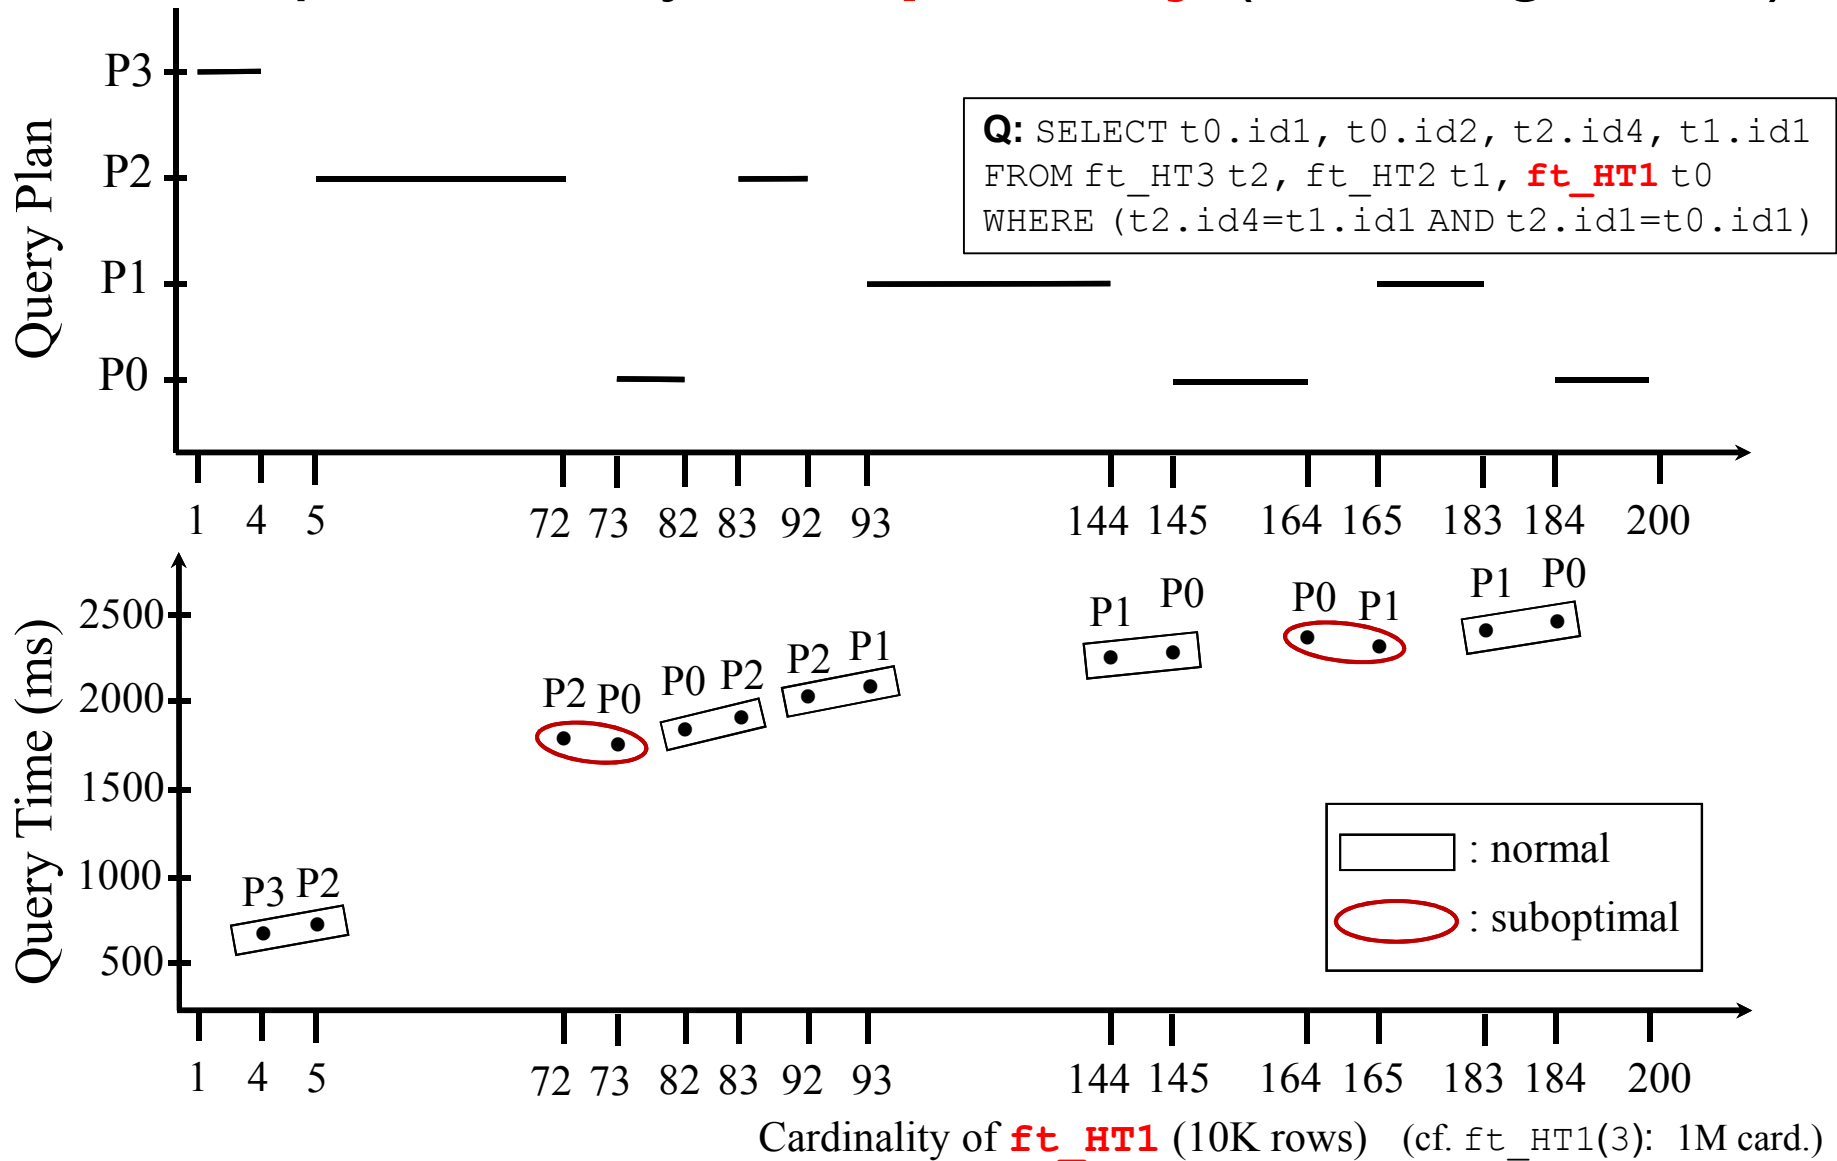 P3
P2
P1
P0
Query Plan
Q: SELECT t0.id1, t0.id2, t2.id4, t1.id1
FROM ft_HT3 t2, ft_HT2 t1, ft_HT1 t0
WHERE (t2.id4=t1.id1 AND t2.id1=t0.id1)
1 4 5 72 73 82 83 92 93 144 145 164 165 183 184 200
Query Time (ms)
2500
2000
1500
1000
500
P3 P2
P2 P0
P0 P2
P2 P1
P1 P0
P0 P1
P1 P0
: normal
: suboptimal
1 4 5 72 73 82 83 92 93 144 145 164 165 183 184 200
Cardinality of ft_HT1 (10K rows) (cf. ft_HT1(3): 1M card.)